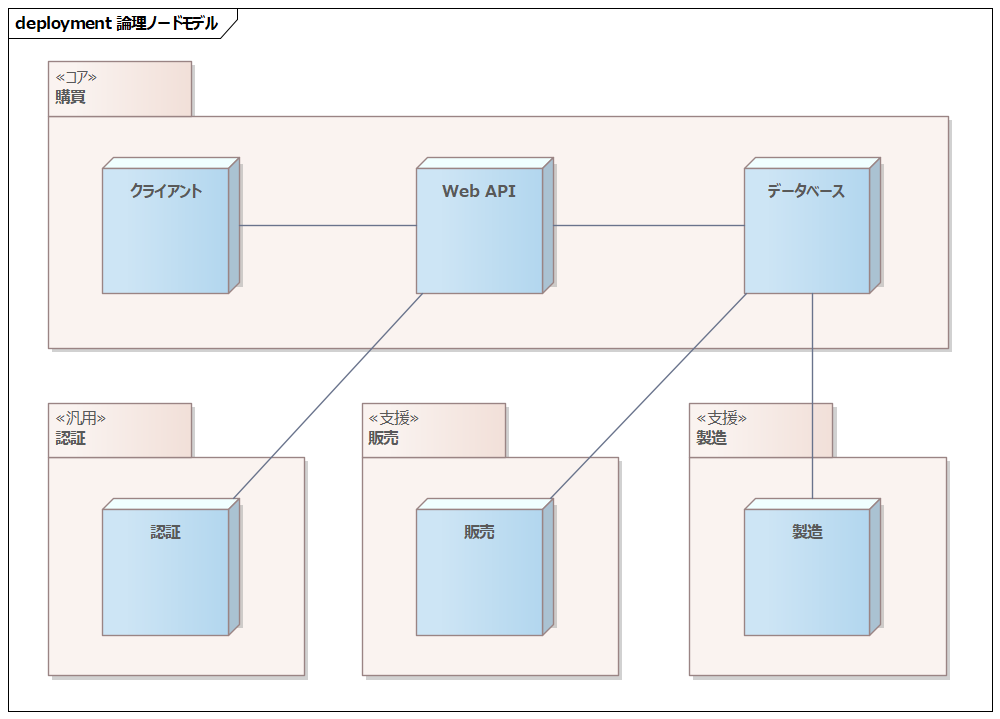 deployment 論理ノードモデル
«コア»
購買
クライアント
Web API
データベース
«汎用»
認証
«支援»
販売
«支援»
製造
認証
販売
製造